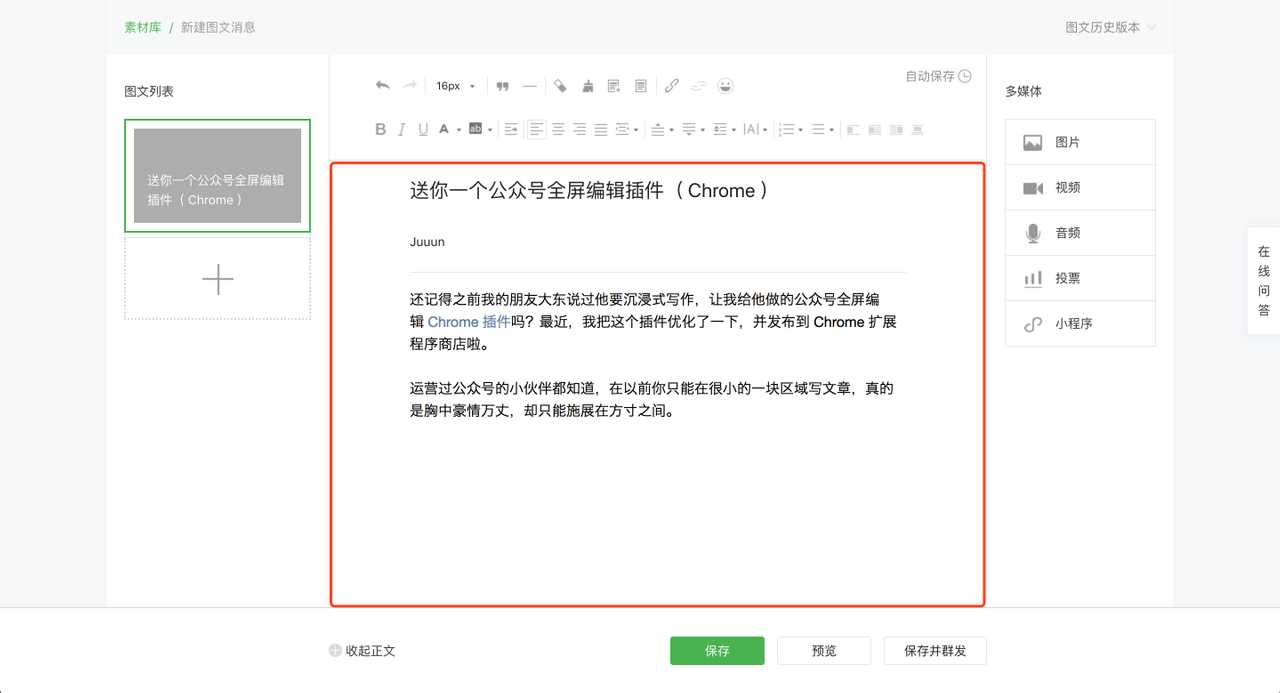 素材库 / 新建图文消息
图文历史版本
图文列表
送你一个公众号全屏编辑
插件（Chrome）
16px
自动保存
B I U A ab
|A|
送你一个公众号全屏编辑插件（Chrome）
Juuun
还记得之前我的朋友大东说过他要沉浸式写作，让我给他做的公众号全屏编
辑 Chrome 插件吗？最近，我把这个插件优化了一下，并发布到 Chrome 扩展
程序商店啦。
运营过公众号的小伙伴都知道，在以前你只能在很小的一块区域写文章，真的
是胸中豪情万丈，却只能施展在方寸之间。
多媒体
图片
视频
音频
投票
小程序
在
线
问
答
收起正文
保存
预览
保存并群发